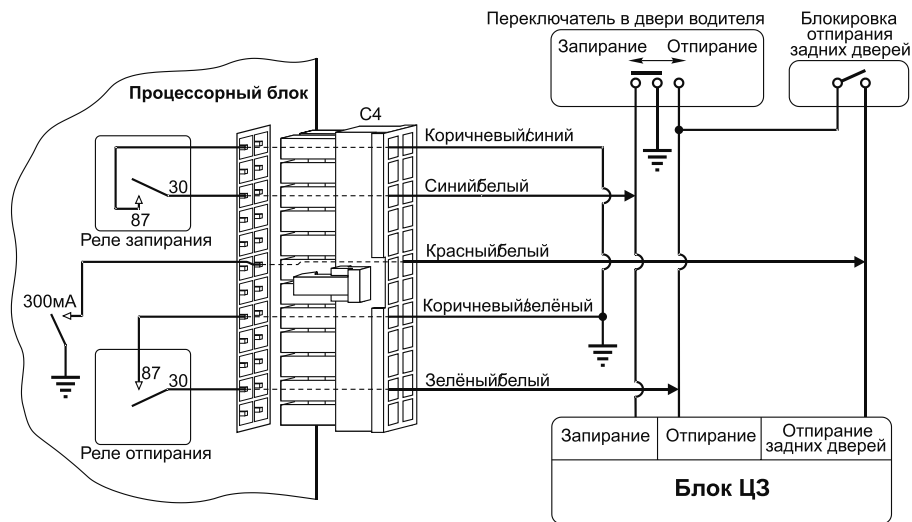 Переключатель в двери водителя
Запирание
Отпирание
Блокировка
отпирания
задних дверей
Процессорный блок
C4
Коричневый/синий
30
87
Реле запирания
Синий/белый
Красный/белый
300мА
Коричневый/зелёный
87
30
Зелёный/белый
Реле отпирания
Запирание
Отпирание
Отпирание
задних дверей
Блок ЦЗ